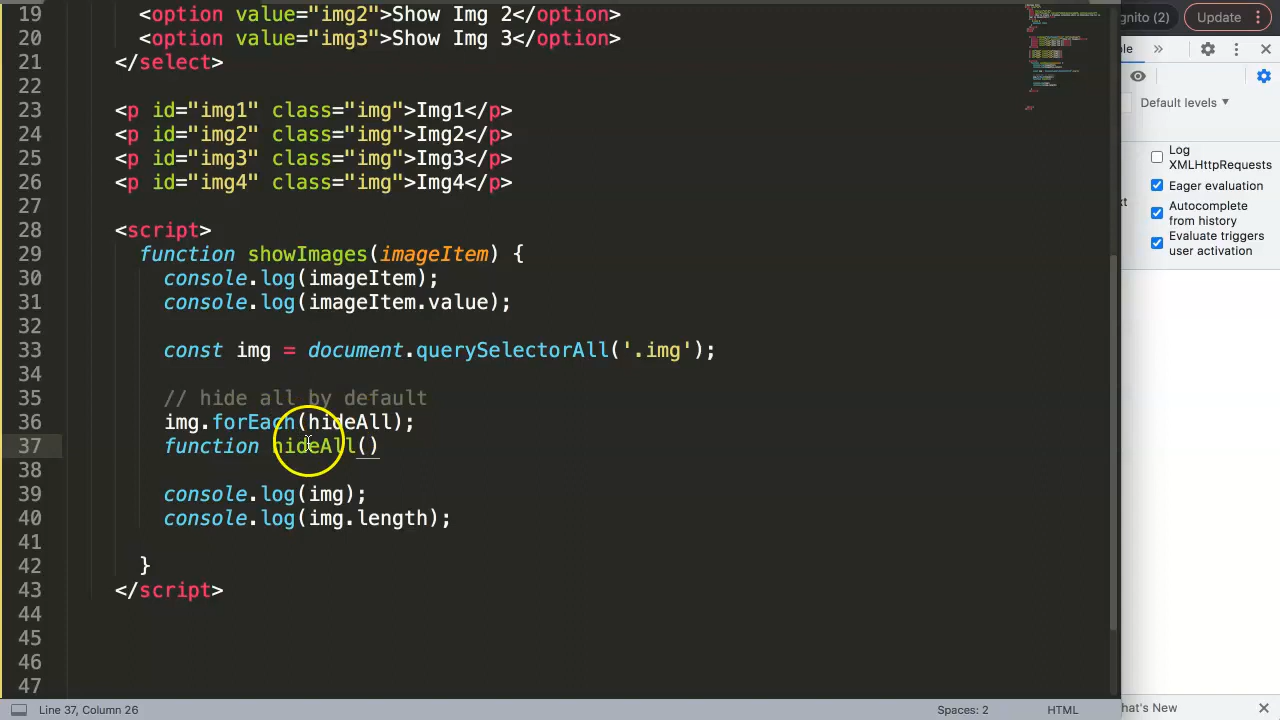 19 <option value="img2">Show Img 2</option>
20 <option value="img3">Show Img 3</option>
21 </select>
22
23 <p id="img1" class="img">Img1</p>
24 <p id="img2" class="img">Img2</p>
25 <p id="img3" class="img">Img3</p>
26 <p id="img4" class="img">Img4</p>
27
28 <script>
29 function showImages(imageItem) {
30 console.log(imageItem);
31 console.log(imageItem.value);
32
33 const img = document.querySelectorAll('.img');
34
35 // hide all by default
36 img.forEach(hideAll);
37 function hideAll()
38
39 console.log(img);
40 console.log(img.length);
41
42 }
43 </script>
44
45
46
47
Line 37, Column 26
Spaces: 2
HTML
gnito (2)
Update
le
Default levels
Log
XMLHttpRequests
Eager evaluation
xt
Autocomplete
from history
Evaluate triggers
user activation
hat's New